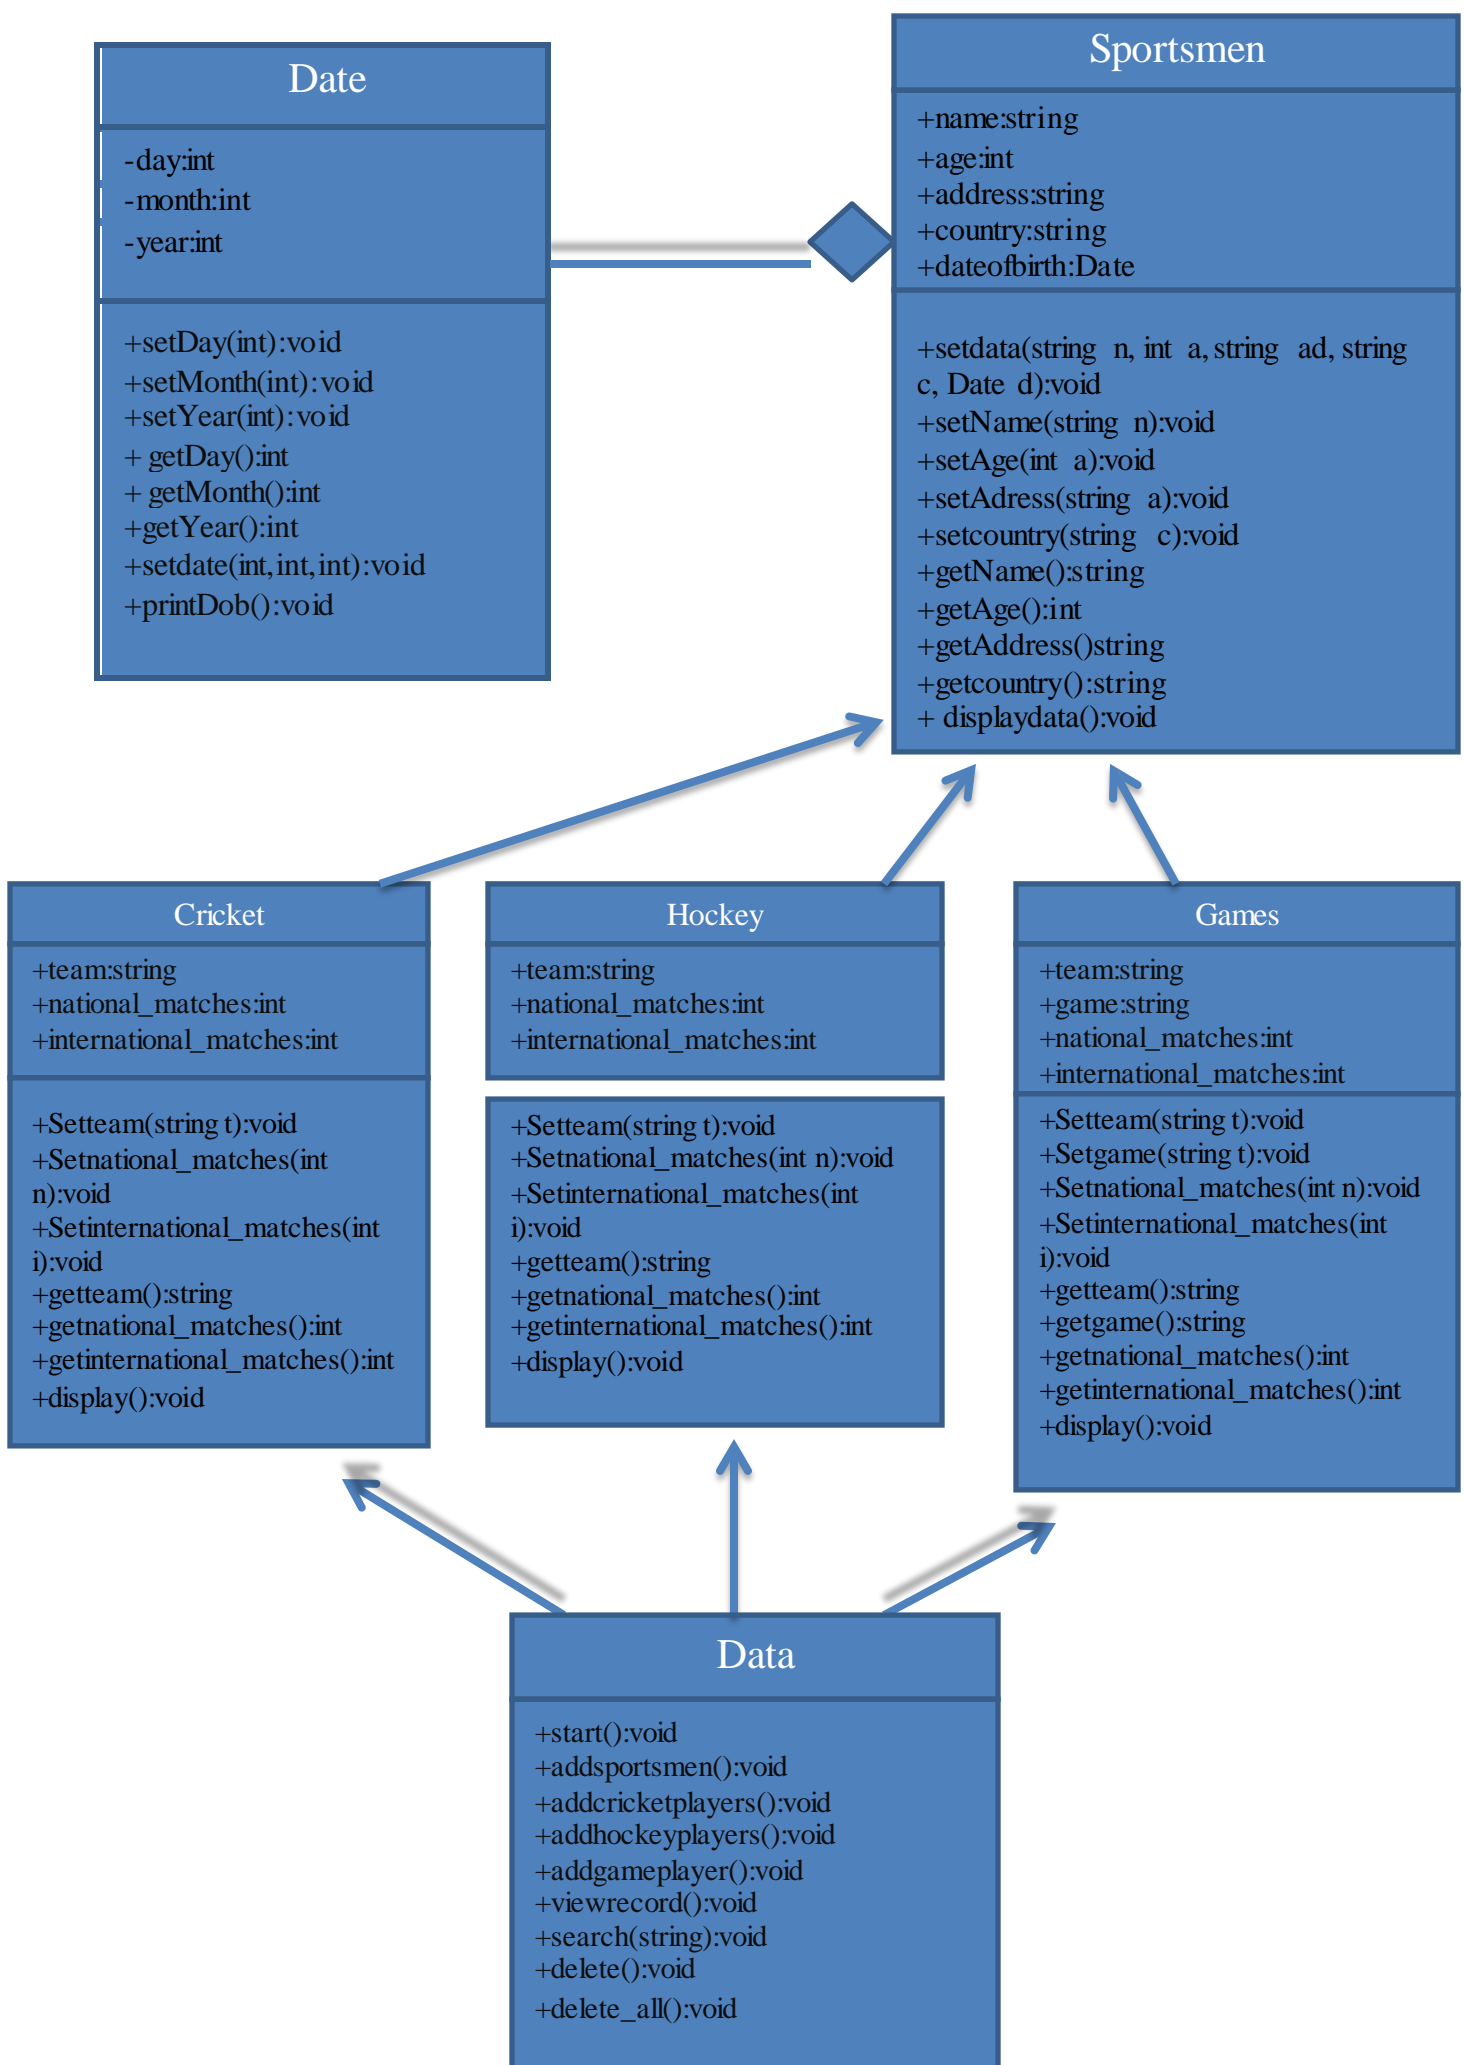 Date
-day:int
-month:int
-year:int
+setDay(int):void
+setMonth(int):void
+setYear(int):void
+ getDay():int
+ getMonth():int
+getYear():int
+setdate(int,int,int):void
+printDob():void
Sportsmen
+name:string
+age:int
+address:string
+country:string
+dateofbirth:Date
+setdata(string n, int a, string ad, string
c, Date d):void
+setName(string n):void
+setAge(int a):void
+setAdress(string a):void
+setcountry(string c):void
+getName():string
+getAge():int
+getAddress()string
+getcountry():string
+ displaydata():void
Cricket
+team:string
+national_matches:int
+international_matches:int
+Setteam(string t):void
+Setnational_matches(int
n):void
+Setinternational_matches(int
i):void
+getteam():string
+getnational_matches():int
+getinternational_matches():int
+display():void
Hockey
+team:string
+national_matches:int
+international_matches:int
+Setteam(string t):void
+Setnational_matches(int n):void
+Setinternational_matches(int
i):void
+getteam():string
+getnational_matches():int
+getinternational_matches():int
+display():void
Games
+team:string
+game:string
+national_matches:int
+international_matches:int
+Setteam(string t):void
+Setgame(string t):void
+Setnational_matches(int n):void
+Setinternational_matches(int
i):void
+getteam():string
+getgame():string
+getnational_matches():int
+getinternational_matches():int
+display():void
Data
+start():void
+addsportsmen():void
+addcricketplayers():void
+addhockeyplayers():void
+addgameplayer():void
+viewrecord():void
+search(string):void
+delete():void
+delete_all():void